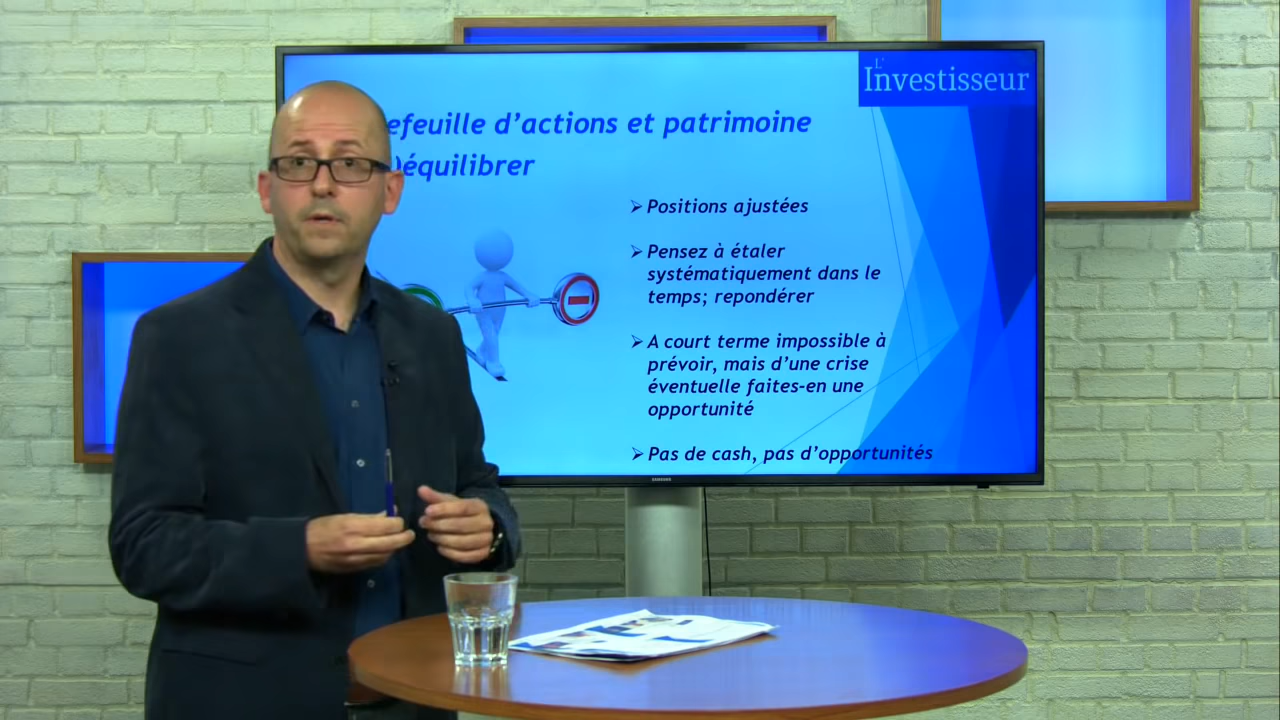 L'
Investisseur
efeuille d'actions et patrimoine
)équilibrer
➢ Positions ajustées
➢ Pensez à étaler
systématiquement dans le
temps; repondérer
➢ A court terme impossible à
prévoir, mais d'une crise
éventuelle faites-en une
opportunité
➢ Pas de cash, pas d'opportunités
SAMSUNG